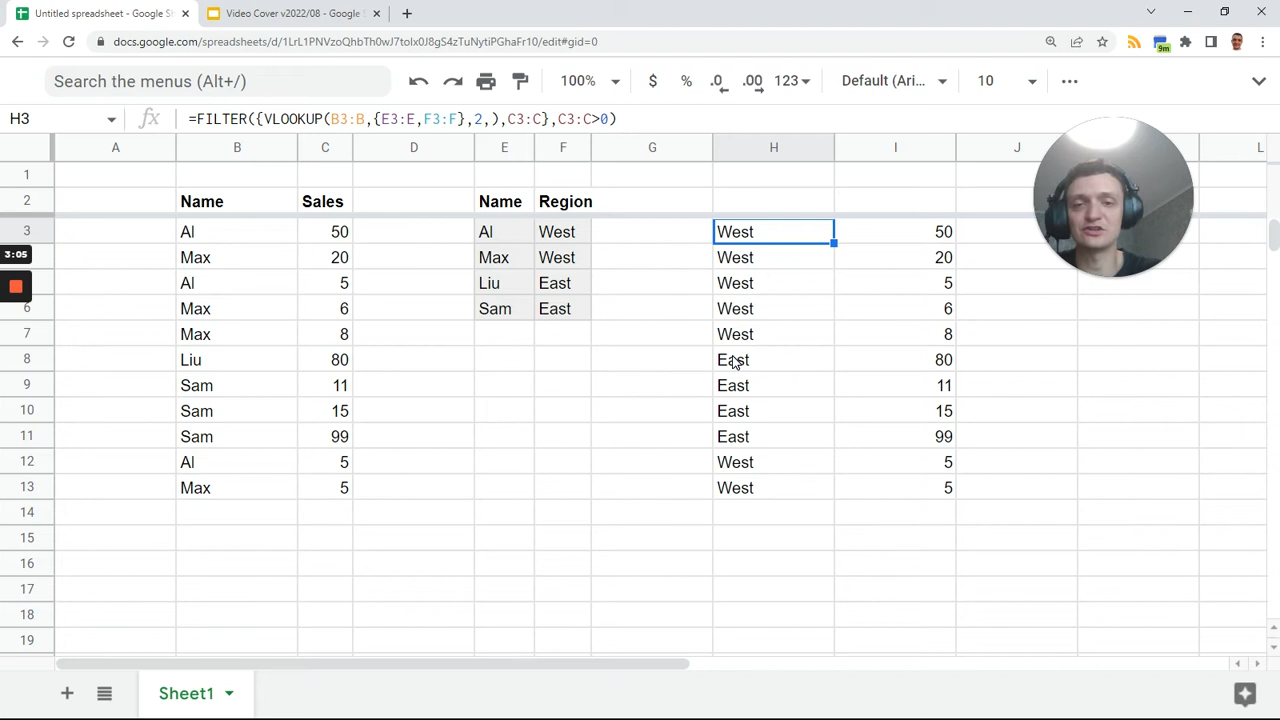 Untitled spreadsheet - Google Sh
Video Cover v2022/08 - Google S
docs.google.com/spreadsheets/d/1LrL1PNVzoQhbTh0wJ7tolx0J8gS4zTuNytiPGhaFr10/edit#gid=0
9m
Search the menus (Alt+/)
100%
$
%
.0
.00
123
Default (Ari...
10
H3
fx
=FILTER({VLOOKUP(B3:B,{E3:E,F3:F},2,),C3:C},C3:C>0)
A B C D E F G H I J L
1
2 Name Sales Name Region
3 Al 50 Al West West 50
3:05
Max 20 Max West West 20
Al 5 Liu East West 5
6 Max 6 Sam East West 6
7 Max 8 West 8
8 Liu 80 East 80
9 Sam 11 East 11
10 Sam 15 East 15
11 Sam 99 East 99
12 Al 5 West 5
13 Max 5 West 5
14
15
16
17
18
19
Sheet1